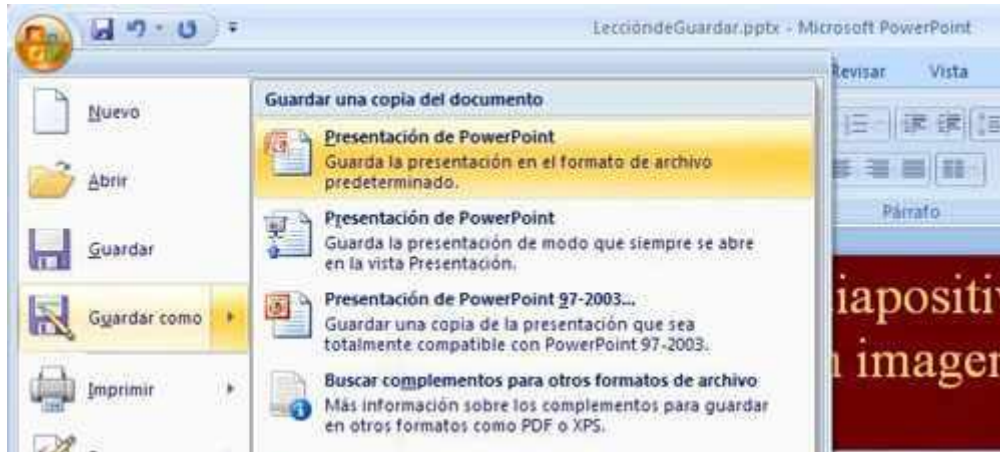 LeccióndeGuardar.pptx - Microsoft PowerPoint
Revisar Vista
Nuevo
Abrir
Guardar
Guardar como
Imprimir
Guardar una copia del documento
Presentación de PowerPoint
Guarda la presentación en el formato de archivo
predeterminado.
Presentación de PowerPoint
Guarda la presentación de modo que siempre se abre
en la vista Presentación.
Presentación de PowerPoint 97-2003...
Guardar una copia de la presentación que sea
totalmente compatible con PowerPoint 97-2003.
Buscar complementos para otros formatos de archivo
Más información sobre los complementos para guardar
en otros formatos como PDF o XPS.
Párrafo
iapositiv
imagen